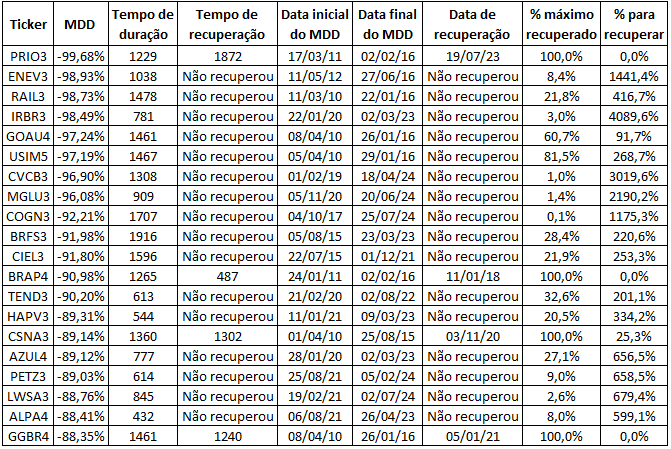 Ticker MDD Tempo de duração Tempo de recuperação Data inicial do MDD Data final do MDD Data de recuperação % máximo recuperado % para recuperar
PRIO3 -99,68% 1229 1872 17/03/11 02/02/16 19/07/23 100,0% 0,0%
ENEV3 -98,93% 1038 Não recuperou 11/05/12 27/06/16 Não recuperou 8,4% 1441,4%
RAIL3 -98,73% 1478 Não recuperou 11/03/10 22/01/16 Não recuperou 21,8% 416,7%
IRBR3 -98,49% 781 Não recuperou 22/01/20 02/03/23 Não recuperou 3,0% 4089,6%
GOAU4 -97,24% 1461 Não recuperou 08/04/10 26/01/16 Não recuperou 60,7% 91,7%
USIM5 -97,19% 1467 Não recuperou 05/04/10 29/01/16 Não recuperou 81,5% 268,7%
CVCB3 -96,90% 1308 Não recuperou 01/02/19 18/04/24 Não recuperou 1,0% 3019,6%
MGLU3 -96,08% 909 Não recuperou 05/11/20 20/06/24 Não recuperou 1,4% 2190,2%
COGN3 -92,21% 1707 Não recuperou 04/10/17 25/07/24 Não recuperou 0,1% 1175,3%
BRFS3 -91,98% 1916 Não recuperou 05/08/15 23/03/23 Não recuperou 28,4% 220,6%
CIEL3 -91,80% 1596 Não recuperou 22/07/15 01/12/21 Não recuperou 21,9% 253,3%
BRAP4 -90,98% 1265 487 24/01/11 02/02/16 11/01/18 100,0% 0,0%
TEND3 -90,20% 613 Não recuperou 21/02/20 02/08/22 Não recuperou 32,6% 201,1%
HAPV3 -89,31% 544 Não recuperou 11/01/21 09/03/23 Não recuperou 20,5% 334,2%
CSNA3 -89,14% 1360 1302 01/04/10 25/08/15 03/11/20 100,0% 25,3%
AZUL4 -89,12% 777 Não recuperou 28/01/20 02/03/23 Não recuperou 27,1% 656,5%
PETZ3 -89,03% 614 Não recuperou 25/08/21 05/02/24 Não recuperou 9,0% 658,5%
LWSA3 -88,76% 845 Não recuperou 19/02/21 02/07/24 Não recuperou 2,6% 679,4%
ALPA4 -88,41% 432 Não recuperou 06/08/21 26/04/23 Não recuperou 8,0% 599,1%
GGBR4 -88,35% 1461 1240 08/04/10 26/01/16 05/01/21 100,0% 0,0%